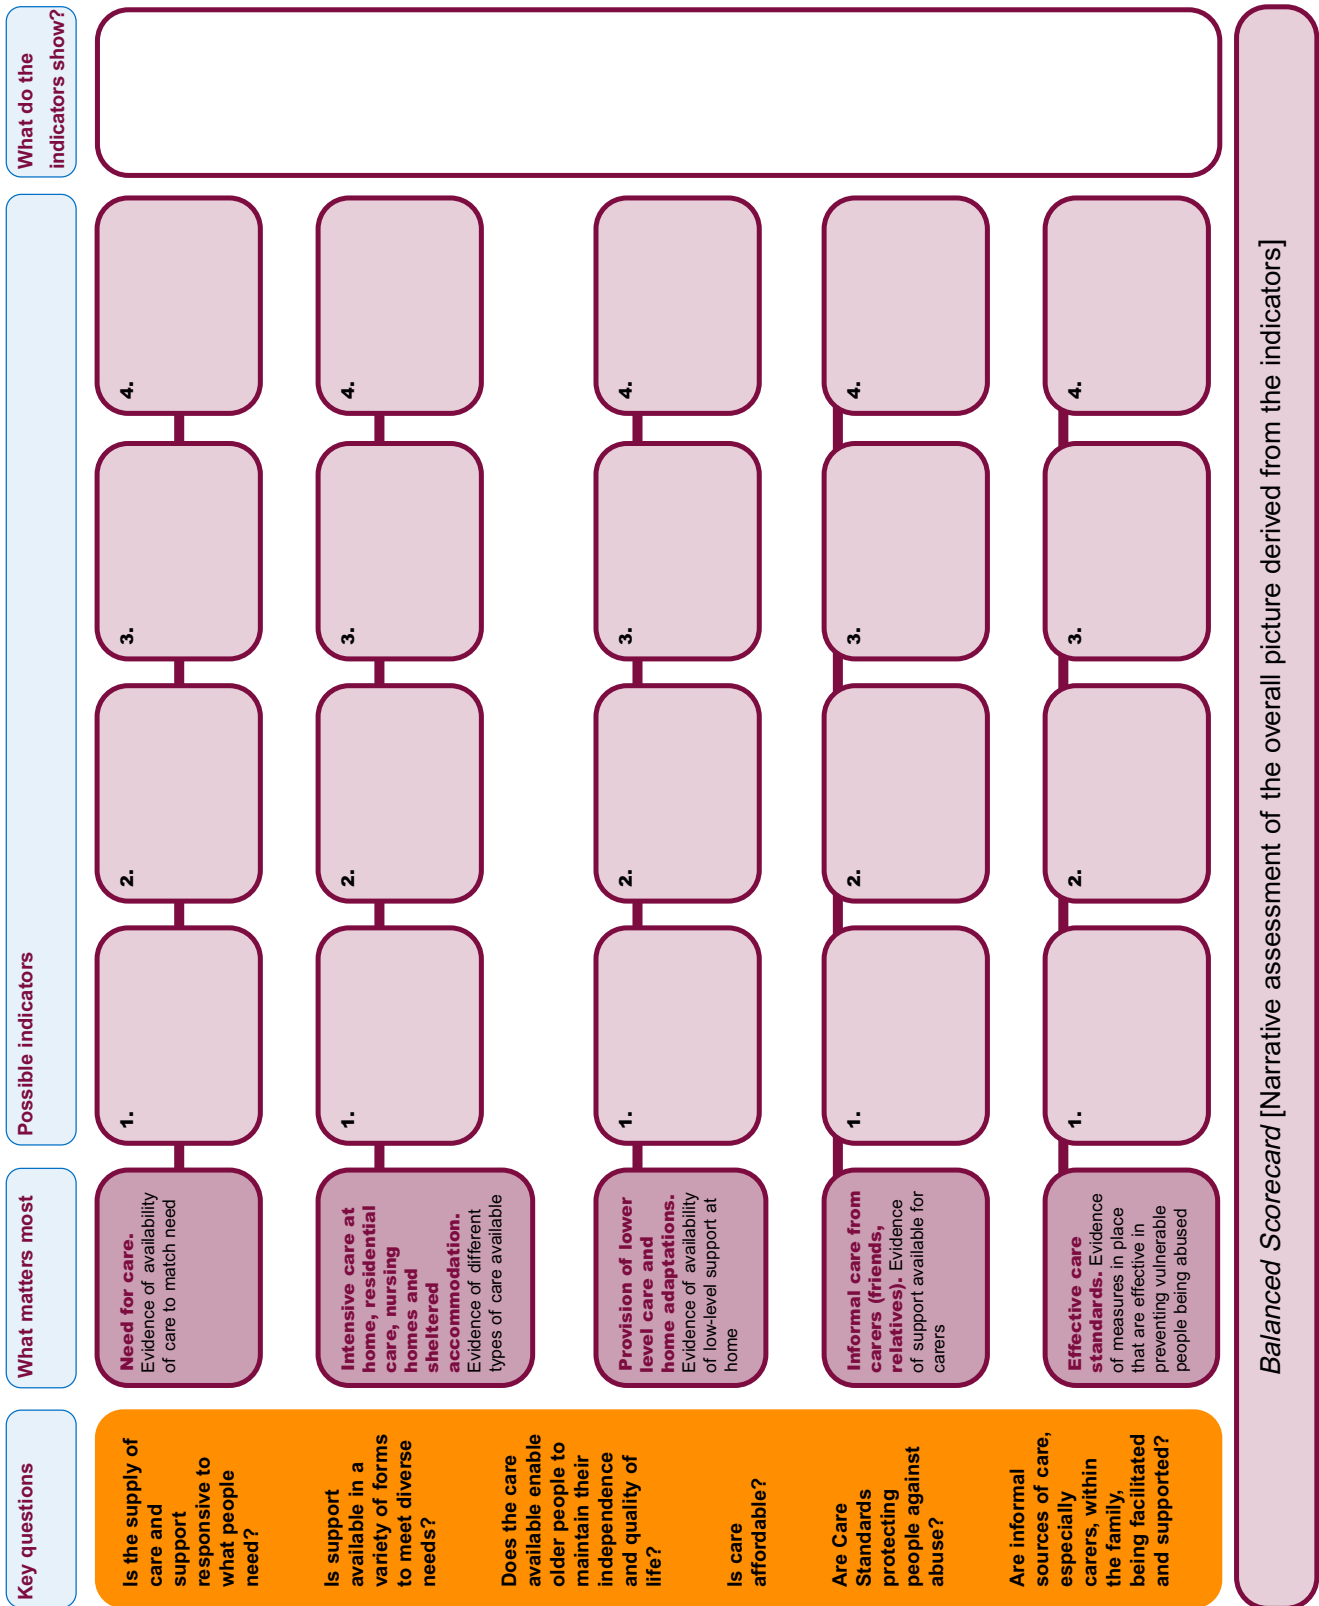 Key questions
What matters most
Possible indicators
What do the
indicators show?
Is the supply of
care and
support
responsive to
what people
need?
Is support
available in a
variety of forms
to meet diverse
needs?
Does the care
available enable
older people to
maintain their
independence
and quality of
life?
Is care
affordable?
Are Care
Standards
protecting
people against
abuse?
Are informal
sources of care,
especially
carers, within
the family,
being facilitated
and supported?
Need for care.
Evidence of availability
of care to match need
1.
2.
3.
4.
Intensive care at
home, residential
care, nursing
homes and
sheltered
accommodation.
Evidence of different
types of care available
1.
2.
3.
4.
Provision of lower
level care and
home adaptations.
Evidence of availability
of low-level support at
home
1.
2.
3.
4.
Informal care from
carers (friends,
relatives). Evidence
of support available for
carers
1.
2.
3.
4.
Effective care
standards. Evidence
of measures in place
that are effective in
preventing vulnerable
people being abused
1.
2.
3.
4.
Balanced Scorecard [Narrative assessment of the overall picture derived from the indicators]